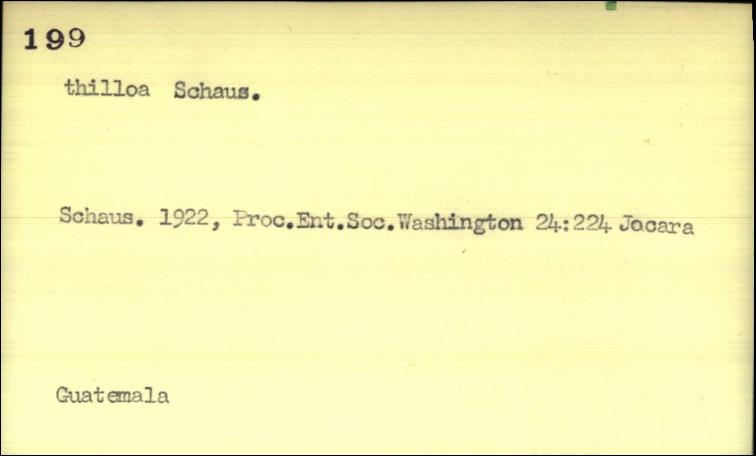 199
thilloa Schaus.
Schaus. 1922, Proc.Ent.Soc.Washington 24:224 Jocara
Guatemala